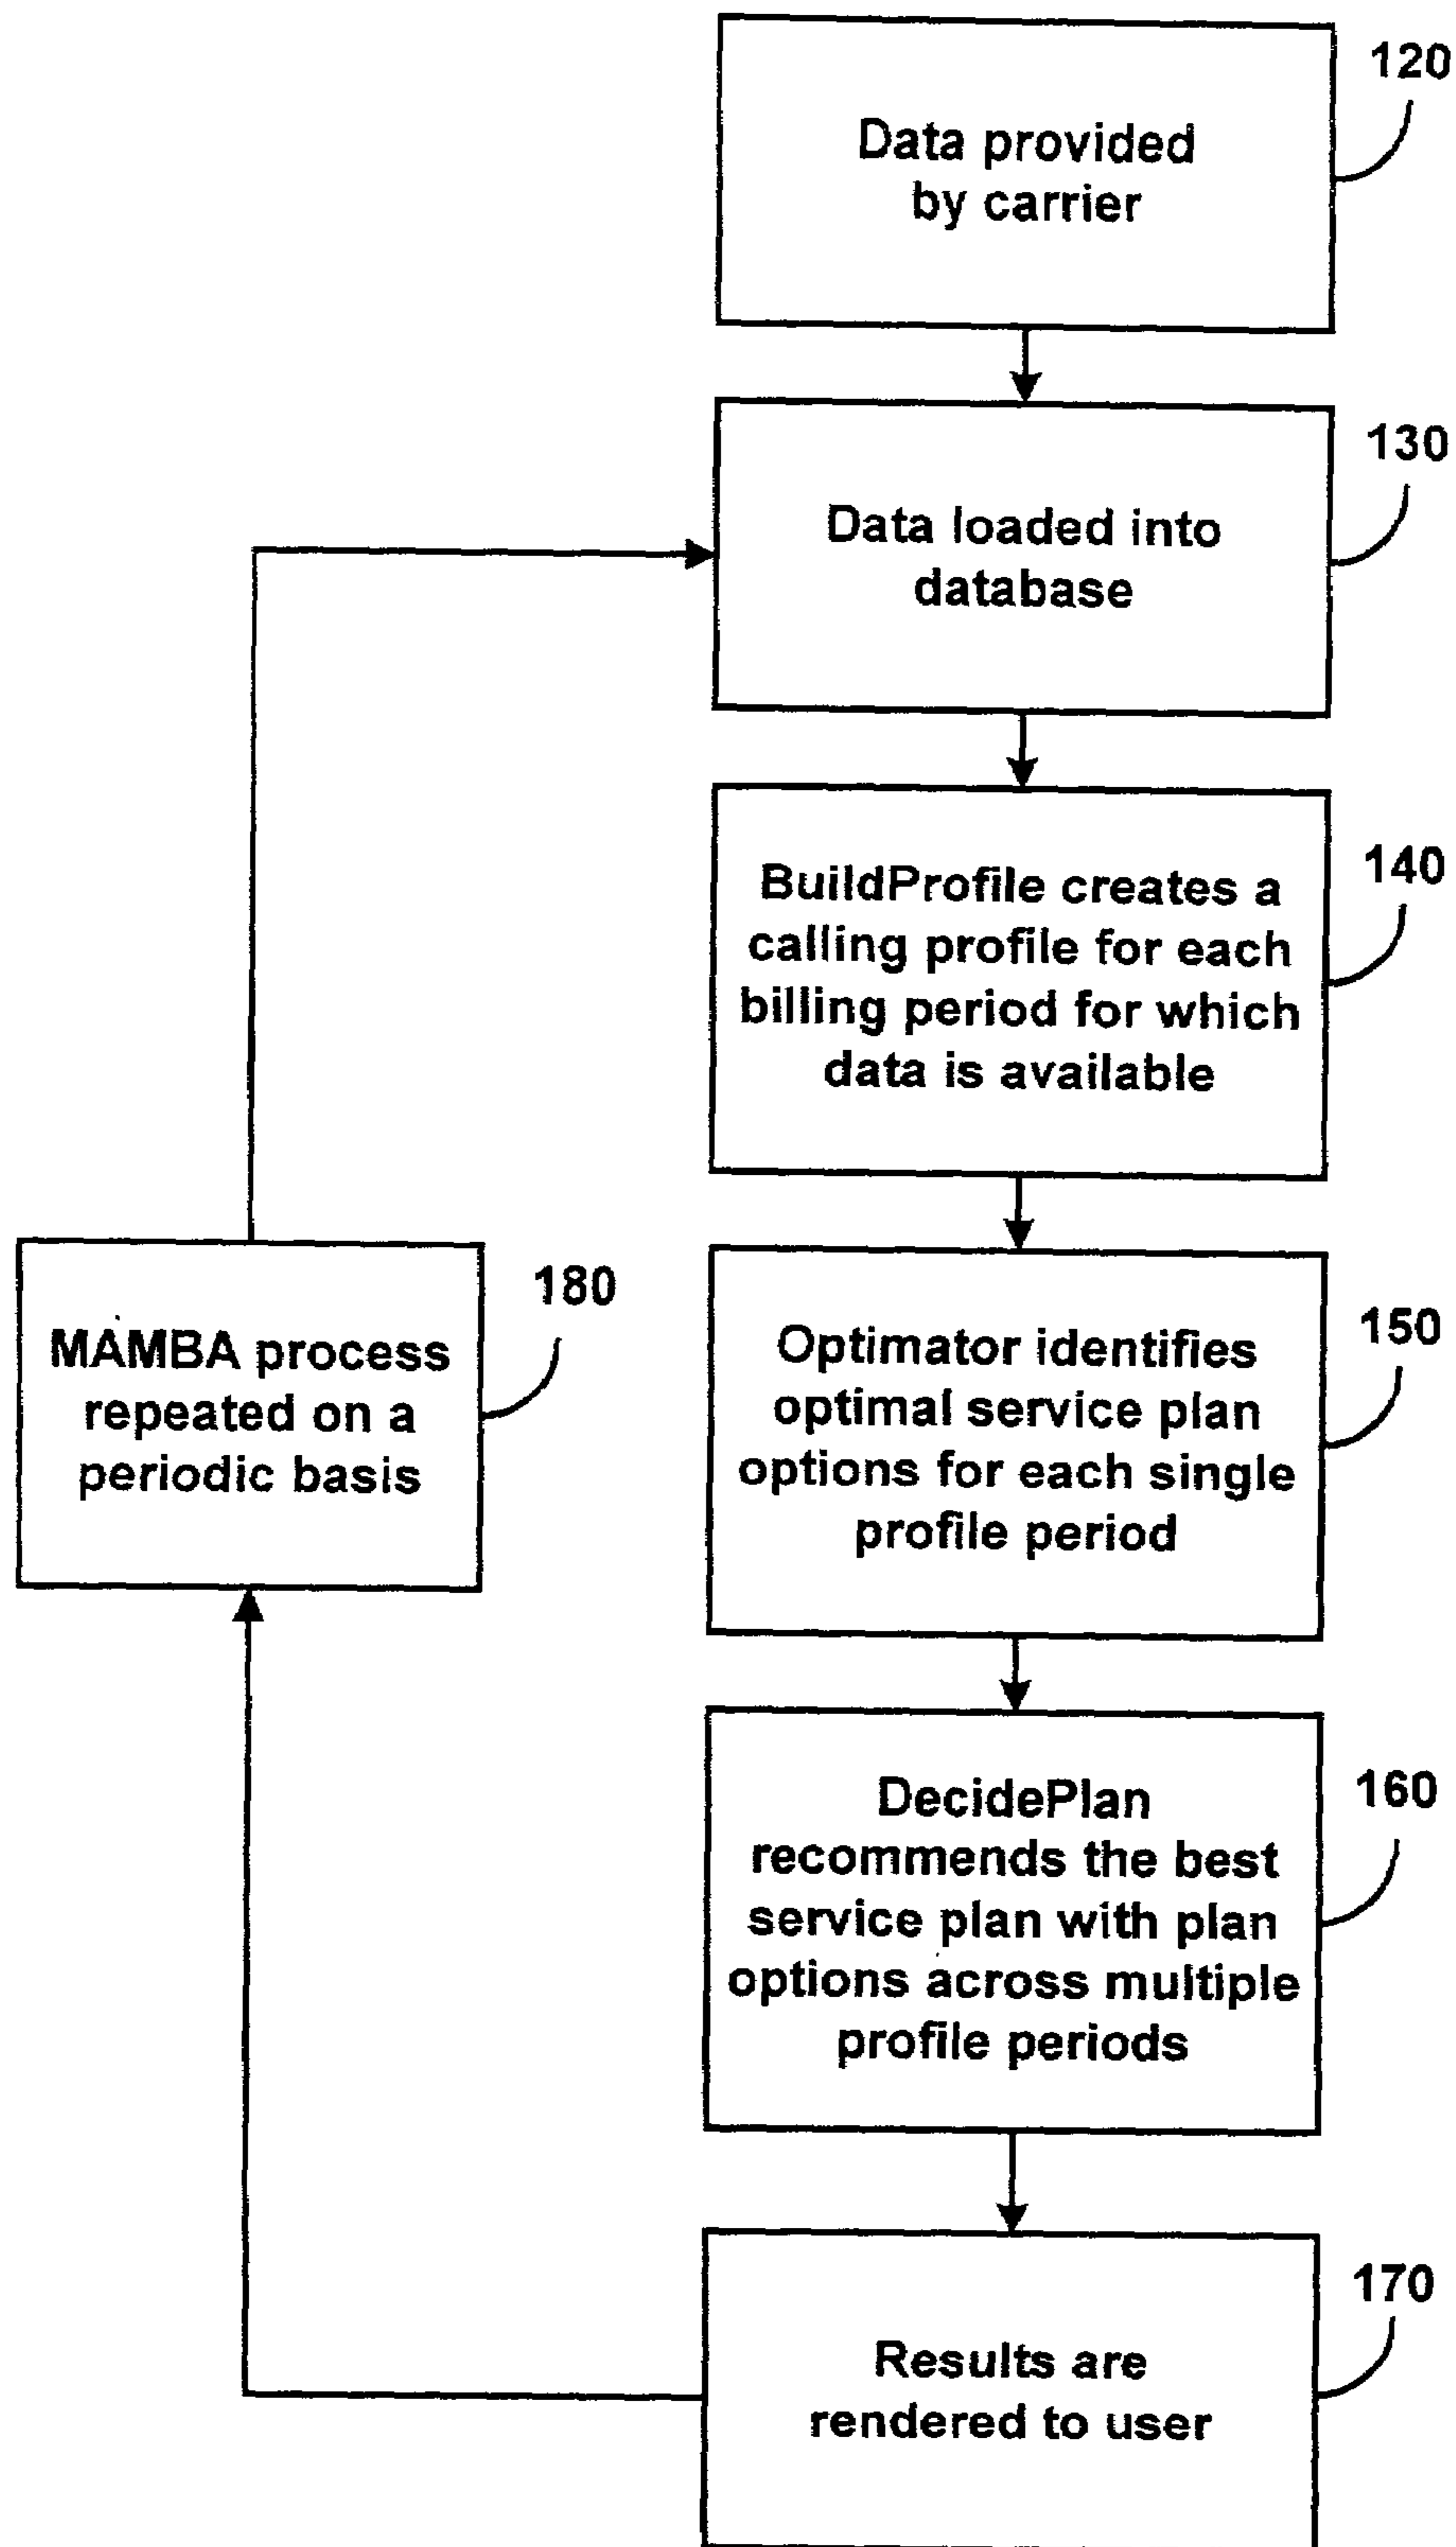 120
Data provided
by carrier
130
Data loaded into
database
140
BuildProfile creates a
calling profile for each
billing period for which
data is available
180
MAMBA process
repeated on a
periodic basis
150
Optimator identifies
optimal service plan
options for each single
profile period
160
DecidePlan
recommends the best
service plan with plan
options across multiple
profile periods
170
Results are
rendered to user